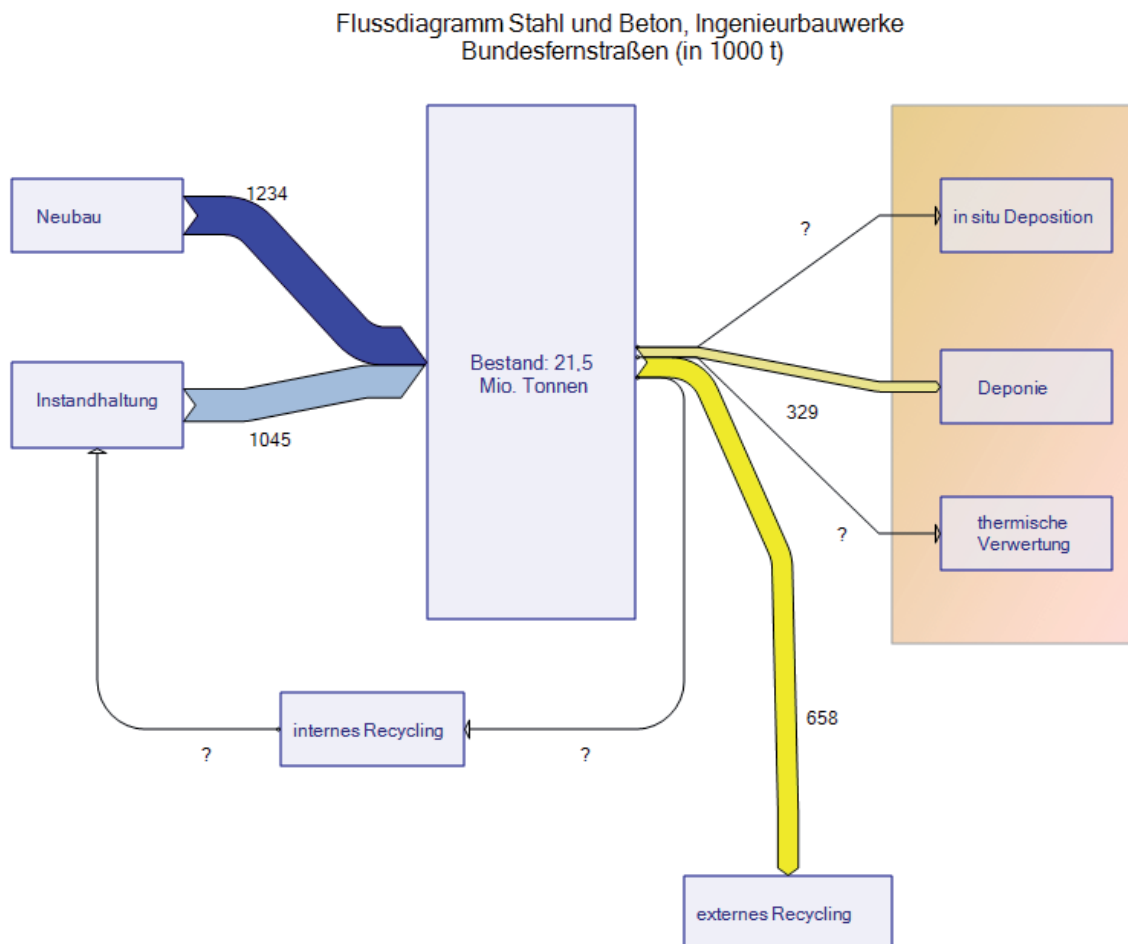 Flussdiagramm Stahl und Beton, Ingenieurbauwerke
Bundesfernstraßen (in 1000 t)
1234
Neubau
in situ Deposition
?
Bestand: 21,5
Mio. Tonnen
Instandhaltung
Deponie
329
1045
thermische
Verwertung
?
658
internes Recycling
?
?
externes Recycling